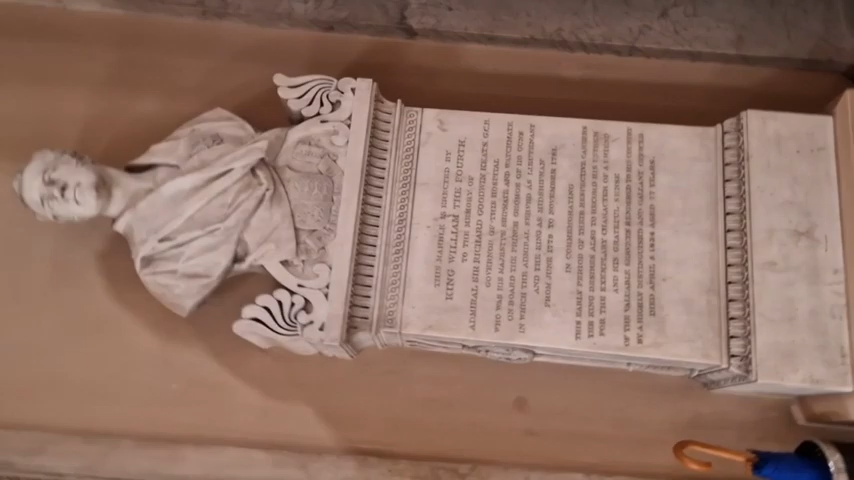 THIS MARBLE IS ERECTED BY
KING WILLIAM THE FOURTH,
TO THE MEMORY OF
ADMIRAL SIR RICHARD GOODWIN KEATS, G.C.B.
GOVERNOR OF THIS HOSPITAL
WHO WAS HIS MAJESTY'S SHIPMATE AND WATCHMATE
ON BOARD THE PRINCE GEORGE OF 98 GUNS
IN WHICH THE ADMIRAL SERVED AS LIEUTENANT
AND THE KING AS MIDSHIPMAN
FROM JUNE 1779 TO NOVEMBER 1781.
IN COMMEMORATING
THIS EARLY PERIOD OF THEIR RESPECTIVE CAREERS
THE KING DESIRES ALSO TO RECORD HIS ESTEEM
FOR THE EXEMPLARY CHARACTER OF A FRIEND
AND HIS GRATEFUL SENSE
OF THE VALUABLE SERVICES RENDERED TO HIS COUNTRY
BY A HIGHLY DISTINGUISHED AND GALLANT OFFICER
DIED APRIL 5 1834 AGED 77 YEARS.